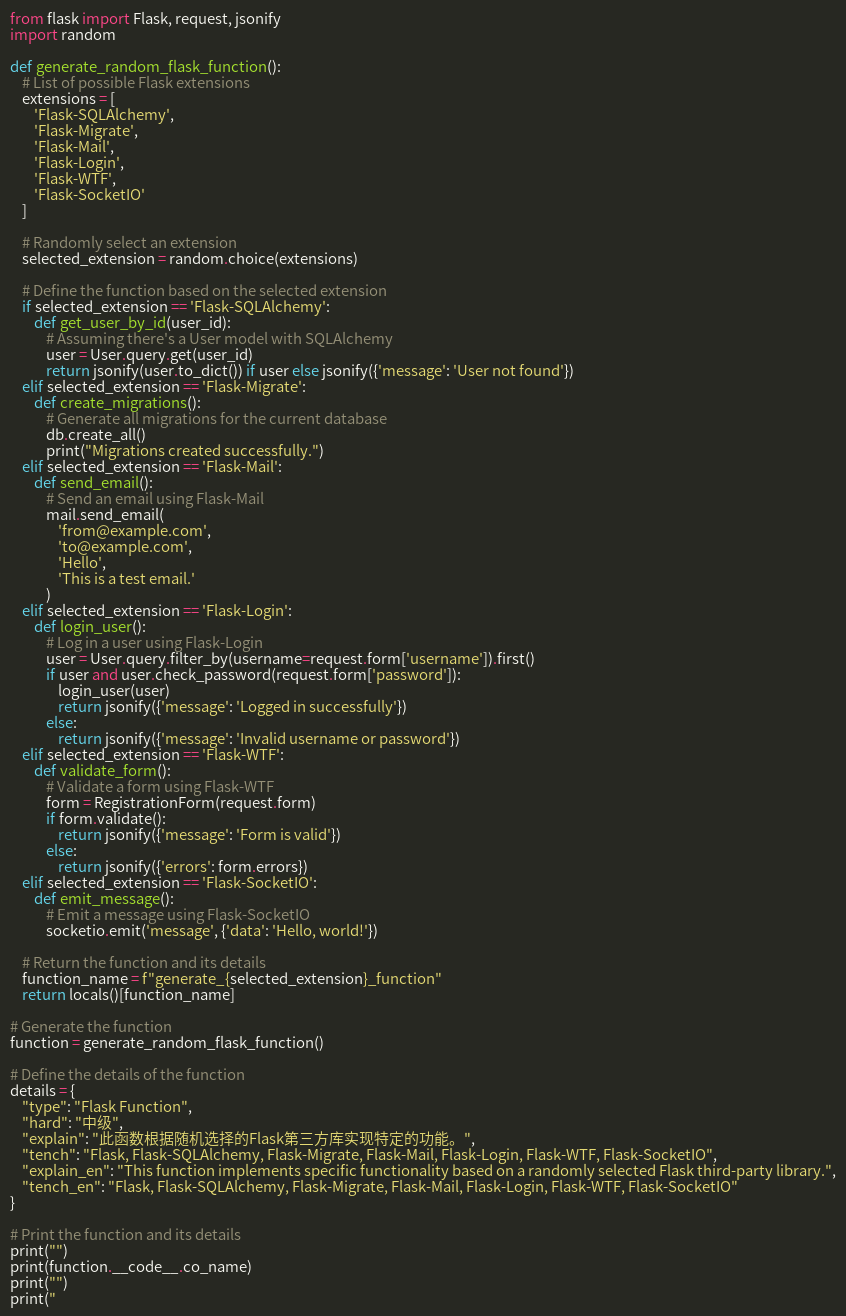 from flask import Flask, request, jsonify
import random
def generate_random_flask_function():
# List of possible Flask extensions
extensions = [
'Flask-SQLAlchemy',
'Flask-Migrate',
'Flask-Mail',
'Flask-Login',
'Flask-WTF',
'Flask-SocketIO'
]
# Randomly select an extension
selected_extension = random.choice(extensions)
# Define the function based on the selected extension
if selected_extension == 'Flask-SQLAlchemy':
def get_user_by_id(user_id):
# Assuming there's a User model with SQLAlchemy
user = User.query.get(user_id)
return jsonify(user.to_dict()) if user else jsonify({'message': 'User not found'})
elif selected_extension == 'Flask-Migrate':
def create_migrations():
# Generate all migrations for the current database
db.create_all()
print("Migrations created successfully.")
elif selected_extension == 'Flask-Mail':
def send_email():
# Send an email using Flask-Mail
mail.send_email(
'from@example.com',
'to@example.com',
'Hello',
'This is a test email.'
)
elif selected_extension == 'Flask-Login':
def login_user():
# Log in a user using Flask-Login
user = User.query.filter_by(username=request.form['username']).first()
if user and user.check_password(request.form['password']):
login_user(user)
return jsonify({'message': 'Logged in successfully'})
else:
return jsonify({'message': 'Invalid username or password'})
elif selected_extension == 'Flask-WTF':
def validate_form():
# Validate a form using Flask-WTF
form = RegistrationForm(request.form)
if form.validate():
return jsonify({'message': 'Form is valid'})
else:
return jsonify({'errors': form.errors})
elif selected_extension == 'Flask-SocketIO':
def emit_message():
# Emit a message using Flask-SocketIO
socketio.emit('message', {'data': 'Hello, world!'})
# Return the function and its details
function_name = f"generate_{selected_extension}_function"
return locals()[function_name]
# Generate the function
function = generate_random_flask_function()
# Define the details of the function
details = {
"type": "Flask Function",
"hard": "中级",
"explain": "此函数根据随机选择的Flask第三方库实现特定的功能。",
"tench": "Flask, Flask-SQLAlchemy, Flask-Migrate, Flask-Mail, Flask-Login, Flask-WTF, Flask-SocketIO",
"explain_en": "This function implements specific functionality based on a randomly selected Flask third-party library.",
"tench_en": "Flask, Flask-SQLAlchemy, Flask-Migrate, Flask-Mail, Flask-Login, Flask-WTF, Flask-SocketIO"
}
# Print the function and its details
print("")
print(function.__code__.co_name)
print("")
print("